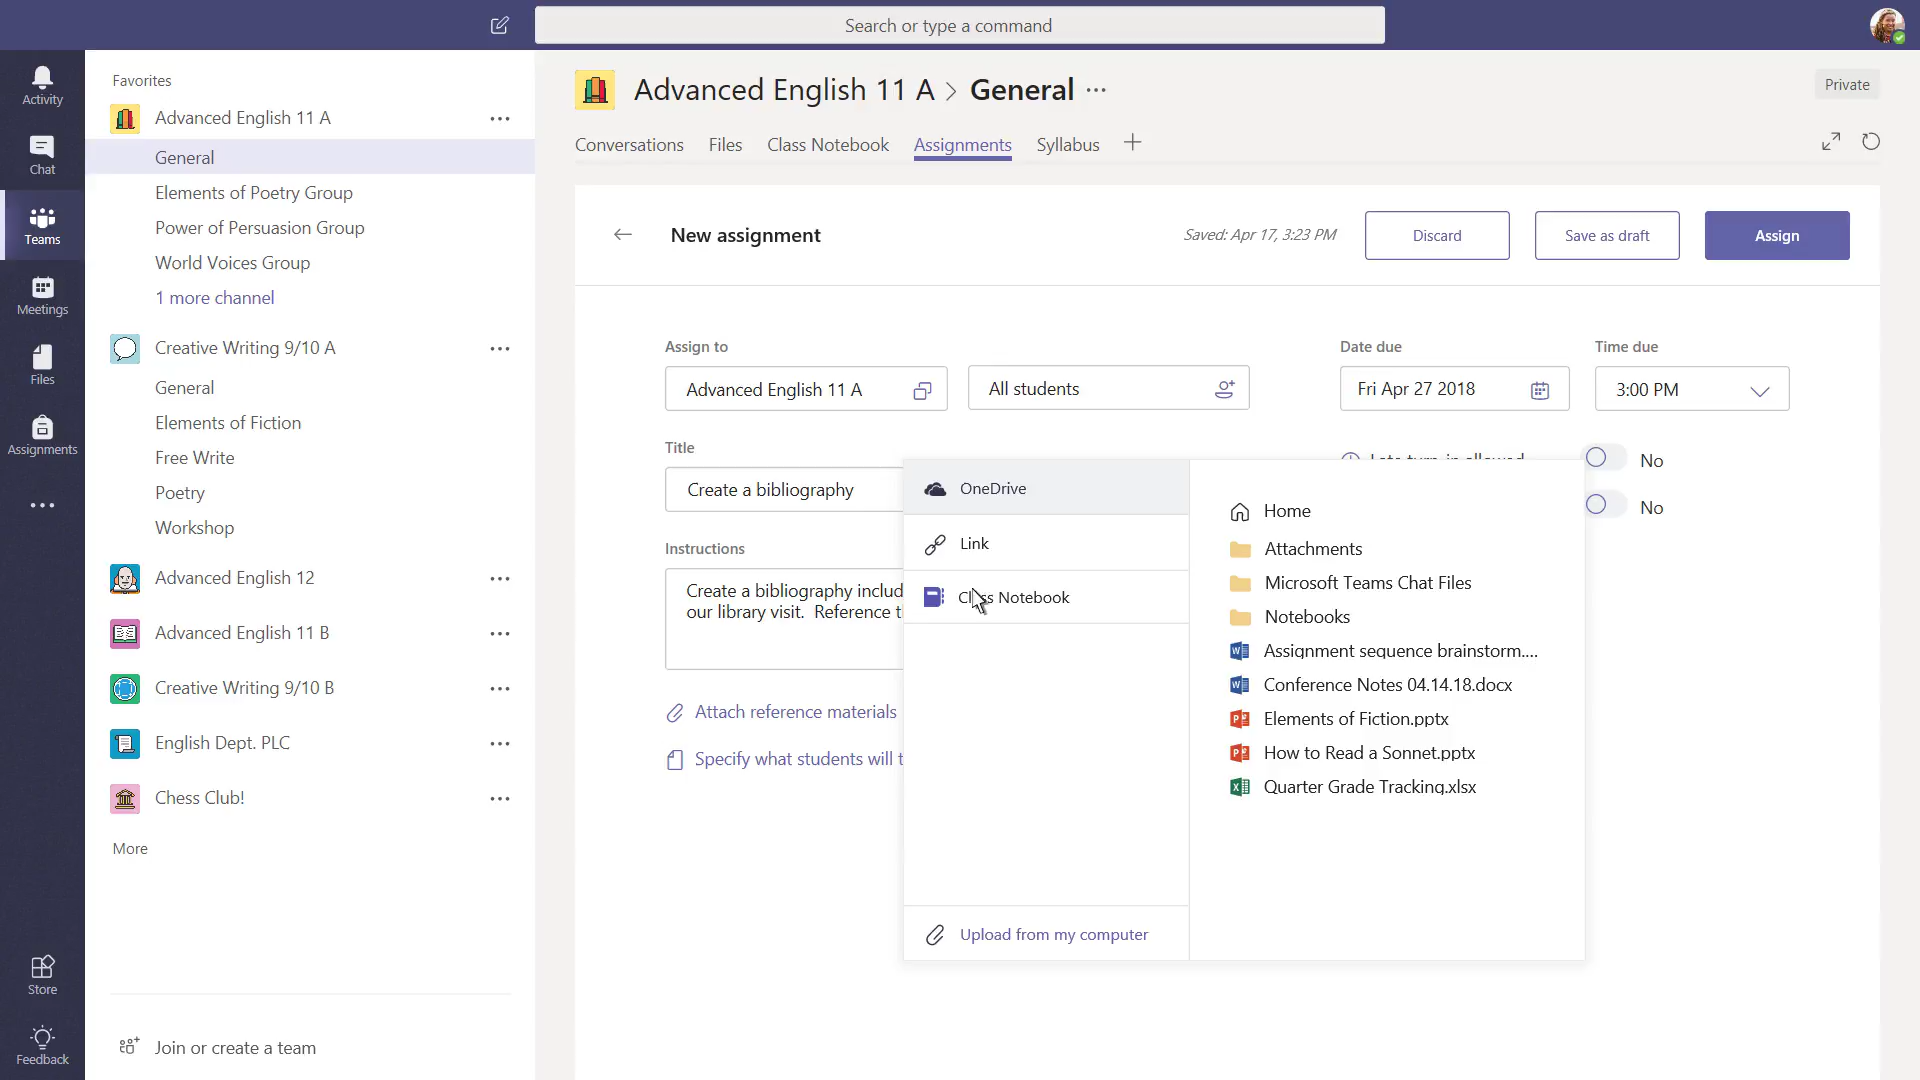 Search or type a command
Activity
Chat
Teams
Meetings
Files
Assignments
Store
Feedback
Favorites
Advanced English 11 A
General
Elements of Poetry Group
Power of Persuasion Group
World Voices Group
1 more channel
Creative Writing 9/10 A
General
Elements of Fiction
Free Write
Poetry
Workshop
Advanced English 12
Advanced English 11 B
Creative Writing 9/10 B
English Dept. PLC
Chess Club!
More
Join or create a team
Advanced English 11 A > General
Private
Conversations Files Class Notebook Assignments Syllabus
New assignment
Saved: Apr 17, 3:23 PM
Discard
Save as draft
Assign
Assign to
Advanced English 11 A
All students
Date due
Fri Apr 27 2018
Time due
3:00 PM
Title
Create a bibliography
No
No
Instructions
Create a bibliography includ
our library visit. Reference t
Attach reference materials
Specify what students will t
OneDrive
Link
Class Notebook
Upload from my computer
Home
Attachments
Microsoft Teams Chat Files
Notebooks
Assignment sequence brainstorm....
Conference Notes 04.14.18.docx
Elements of Fiction.pptx
How to Read a Sonnet.pptx
Quarter Grade Tracking.xlsx